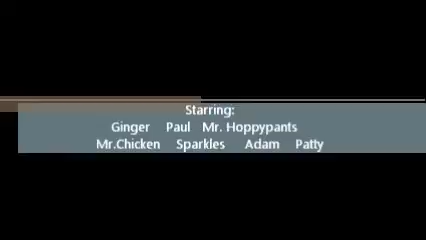 Starring:
Ginger Paul Mr. Hoppypants
Mr.Chicken Sparkles Adam Patty